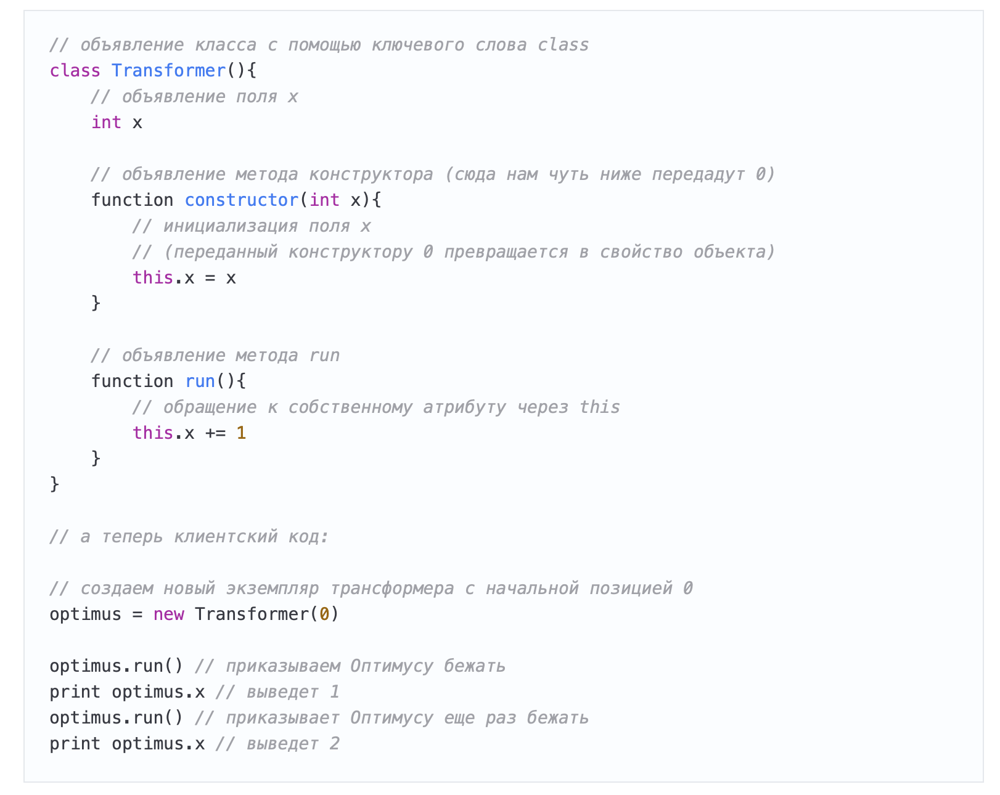 // объявление класса с помощью ключевого слова class
class Transformer(){
    // объявление поля x
    int x

    // объявление метода конструктора (сюда нам чуть ниже передадут 0)
    function constructor(int x){
        // инициализация поля x
        // (переданный конструктору 0 превращается в свойство объекта)
        this.x = x
    }

    // объявление метода run
    function run(){
        // обращение к собственному атрибуту через this
        this.x += 1
    }
}

// а теперь клиентский код:

// создаем новый экземпляр трансформера с начальной позицией 0
optimus = new Transformer(0)

optimus.run() // приказываем Оптимусу бежать
print optimus.x // выведет 1
optimus.run() // приказывает Оптимусу еще раз бежать
print optimus.x // выведет 2